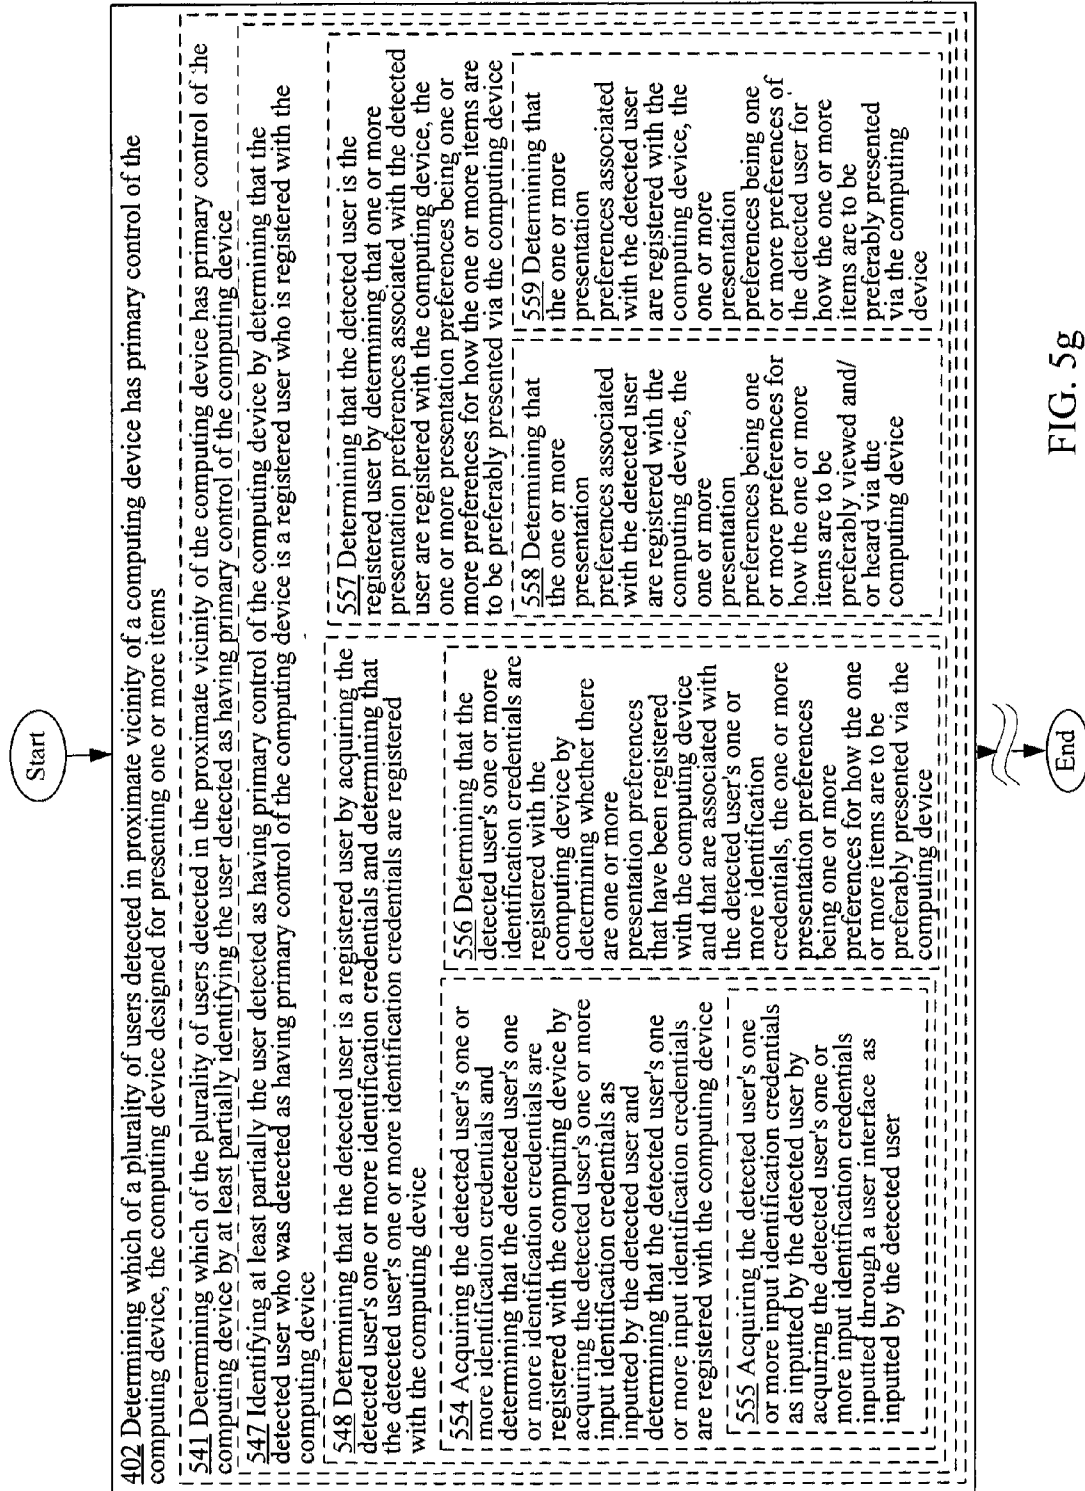 Start
402 Determining which of a plurality of users detected in proximate vicinity of a computing device has primary control of the
computing device, the computing device designed for presenting one or more items
541 Determining which of the plurality of users detected in the proximate vicinity of the computing device has primary control of the
computing device by at least partially identifying the user detected as having primary control of the computing device
547 Identifying at least partially the user detected as having primary control of the computing device by determining that the
detected user who was detected as having primary control of the computing device is a registered user who is registered with the
computing device
548 Determining that the detected user is a registered user by acquiring the
detected user's one or more identification credentials and determining that
the detected user's one or more identification credentials are registered
with the computing device
554 Acquiring the detected user's one or
more identification credentials and
determining that the detected user's one
or more identification credentials are
registered with the computing device by
acquiring the detected user's one or more
input identification credentials as
inputted by the detected user and
determining that the detected user's one
or more input identification credentials
are registered with the computing device
555 Acquiring the detected user's one
or more input identification credentials
as inputted by the detected user by
acquiring the detected user's one or
more input identification credentials
inputted through a user interface as
inputted by the detected user
556 Determining that the
detected user's one or more
identification credentials are
registered with the
computing device by
determining whether there
are one or more
presentation preferences
that have been registered
with the computing device
and that are associated with
the detected user's one or
more identification
credentials, the one or more
presentation preferences
being one or more
preferences for how the one
or more items are to be
preferably presented via the
computing device
557 Determining that the detected user is the
registered user by determining that one or more
presentation preferences associated with the detected
user are registered with the computing device, the
one or more presentation preferences being one or
more preferences for how the one or more items are
to be preferably presented via the computing device
558 Determining that
the one or more
presentation
preferences associated
with the detected user
are registered with the
computing device, the
one or more
presentation
preferences being one
or more preferences for
how the one or more
items are to be
preferably viewed and/
or heard via the
computing device
559 Determining that
the one or more
presentation
preferences associated
with the detected user
are registered with the
computing device, the
one or more
presentation
preferences being one
or more preferences of
the detected user for
how the one or more
items are to be
preferably presented
via the computing
device
End
FIG. 5g